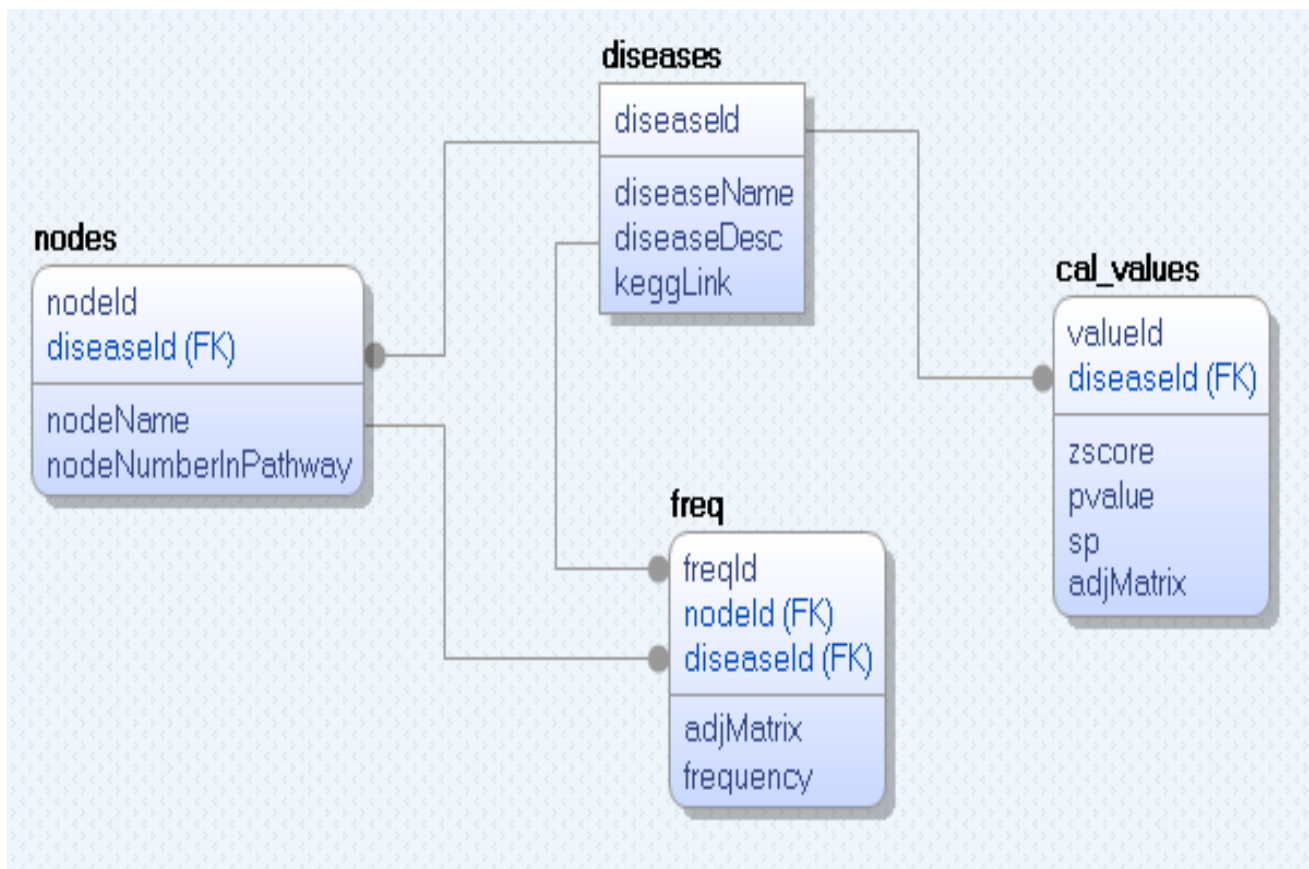 diseases
diseaseId
diseaseName
diseaseDesc
keggLink
nodes
nodeId
diseaseId (FK)
nodeName
nodeNumberInPathway
cal_values
valueId
diseaseId (FK)
zscore
pvalue
sp
adjMatrix
freq
freqId
nodeId (FK)
diseaseId (FK)
adjMatrix
frequency